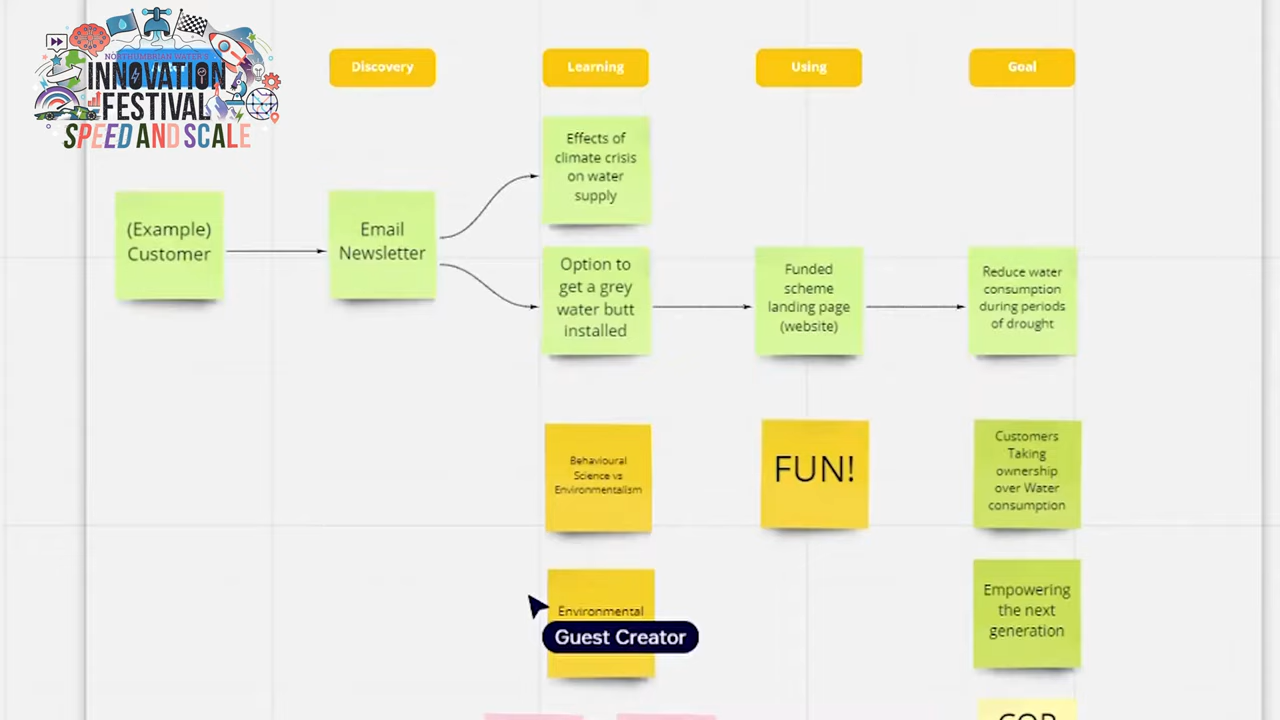 NORTHUMBRIAN WATER'S
INNOVATION
FESTIVAL
SPEED AND SCALE
Discovery
Learning
Using
Goal
(Example)
Customer
Email
Newsletter
Effects of
climate crisis
on water
supply
Option to
get a grey
water butt
installed
Funded
scheme
landing page
(website)
Reduce water
consumption
during periods
of drought
Behavioural
Science vs
Environmentalism
FUN!
Customers
Taking
ownership
over Water
consumption
Environmental
Guest Creator
Empowering
the next
generation